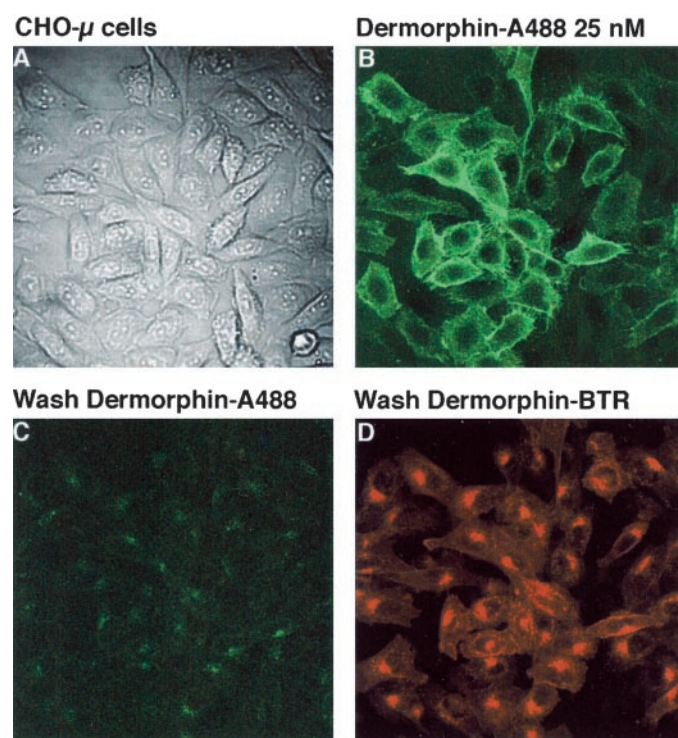 CHO-μ cells
Dermorphin-A488 25 nM
A
B
Wash Dermorphin-A488
Wash Dermorphin-BTR
C
D